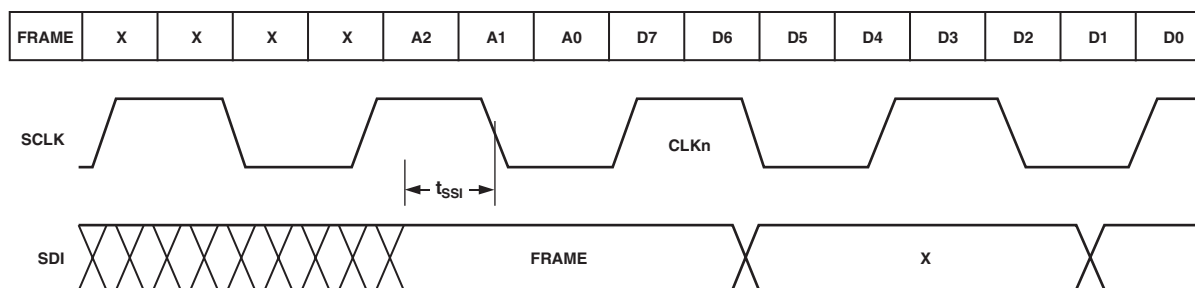 FRAME X X X X A2 A1 A0 D7 D6 D5 D4 D3 D2 D1 D0
SCLK
CLKn
tSSI
SDI
FRAME
X